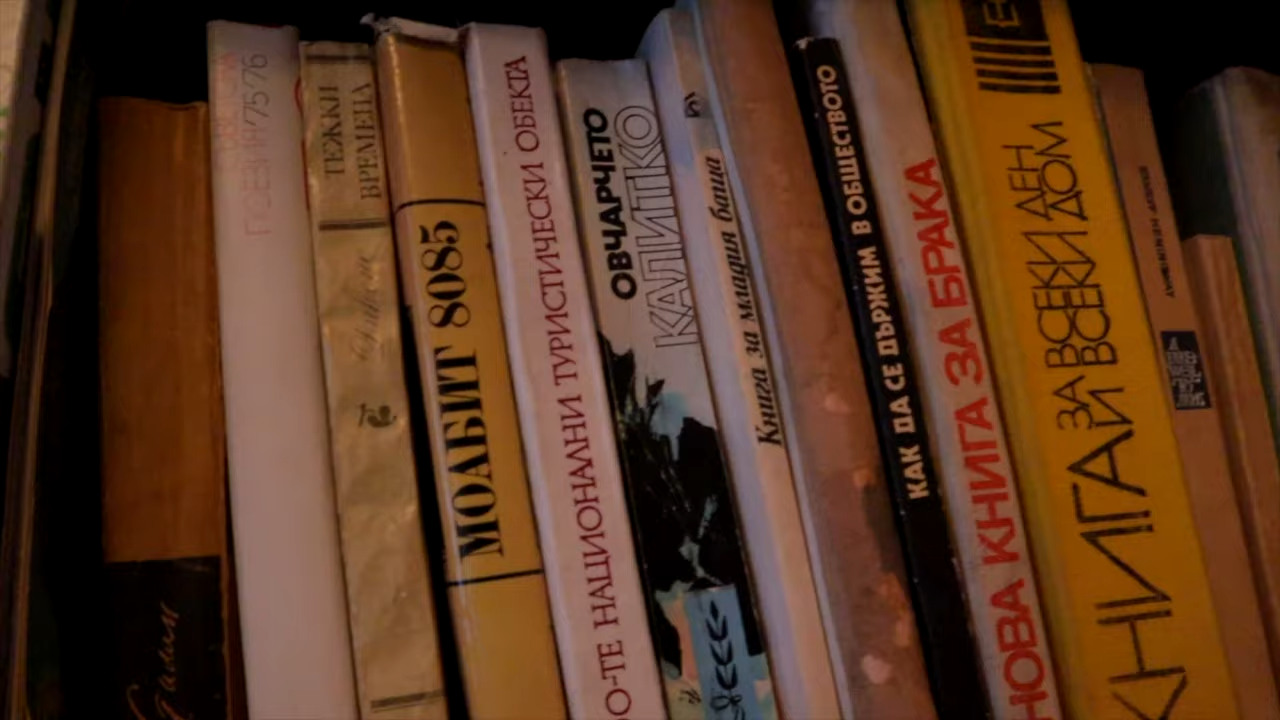 ПОЕЗИЯ/75'76
ТЕЖКИ
ВРЕМЕНА
МОАБИТ 8085
ОО-ТЕ НАЦИОНАЛНИ ТУРИСТИЧЕСКИ ОБЕКТА
ОВЧАРЧЕТО
КАЛИТКО
Книга за младия баща
КАК ДА СЕ ДЪРЖИМ В ОБЩЕСТВОТО
НОВА КНИГА ЗА БРАКА
КНИГА
ЗА ВСЕКИ ДЕН
И ВСЕКИ ДОМ